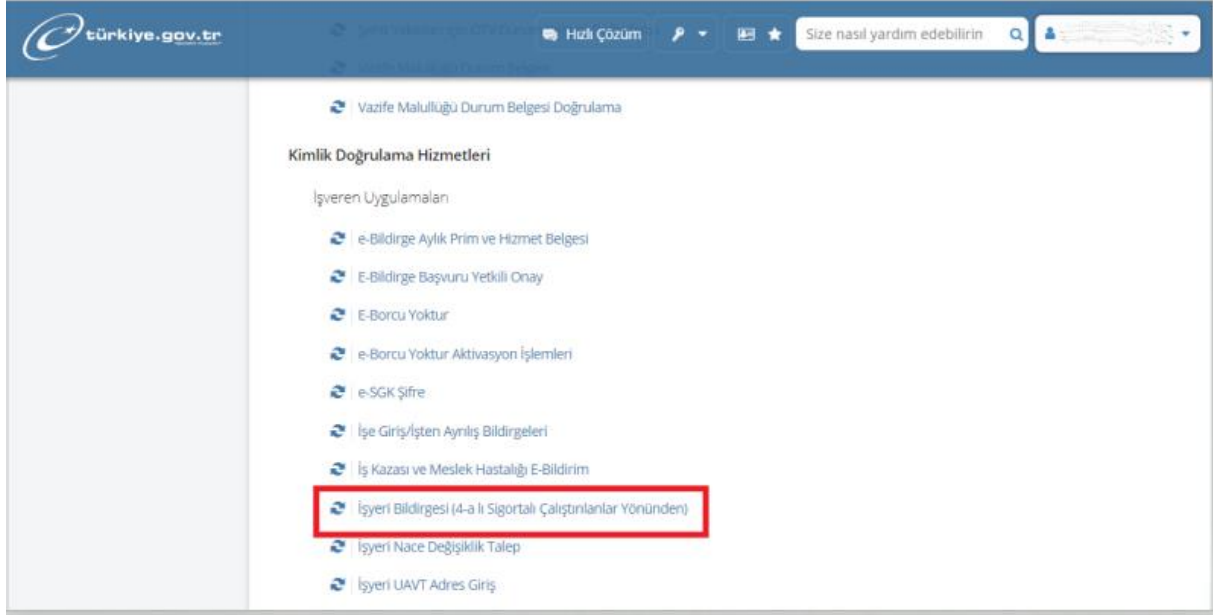 türkiye.gov.tr
Hızlı Çözüm
Size nasıl yardım edebilirin
Vazife Malullüğü Durum Belgesi Doğrulama
Kimlik Doğrulama Hizmetleri
İşveren Uygulamaları
e-Bildirge Aylık Prim ve Hizmet Belgesi
E-Bildirge Başvuru Yetkili Onay
E-Borcu Yoktur
e-Borcu Yoktur Aktivasyon İşlemleri
e-SGK Şifre
İşe Giriş/İşten Ayrılış Bildirgeleri
İş Kazası ve Meslek Hastalığı E-Bildirim
İşyeri Bildirgesi (4-a lı Sigortalı Çalıştırılanlar Yönünden)
İşyeri Nace Değişiklik Talep
İşyeri UAVT Adres Giriş